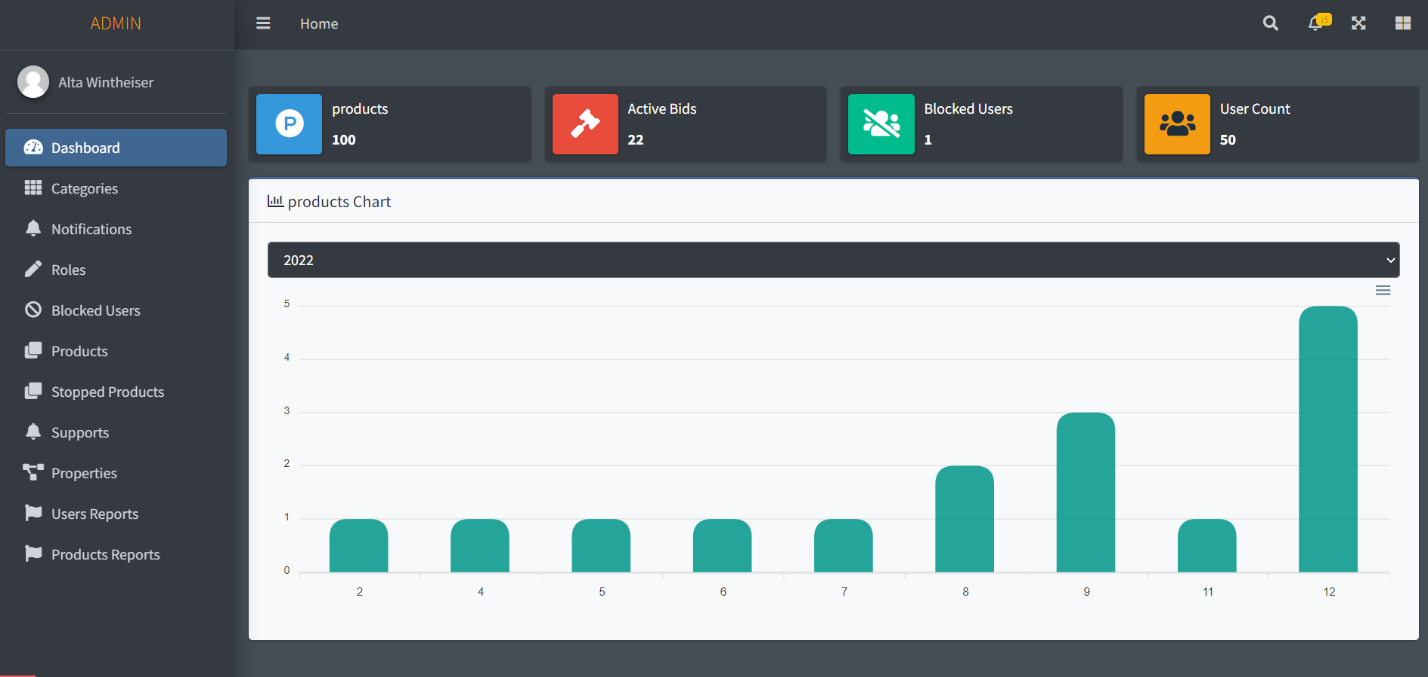 ADMIN
Home
15
Alta Wintheiser
Dashboard
Categories
Notifications
Roles
Blocked Users
Products
Stopped Products
Supports
Properties
Users Reports
Products Reports
P
products
100
Active Bids
22
Blocked Users
1
User Count
50
products Chart
2022
5
4
3
2
1
0
2 4 5 6 7 8 9 11 12